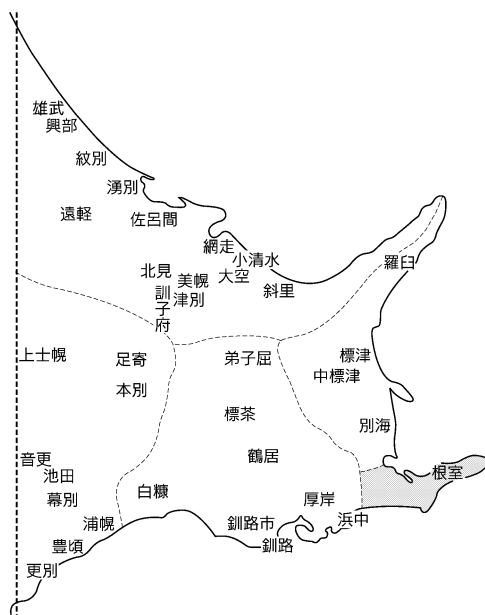 雄武
興部
紋別
湧別
遠軽
佐呂間
網走
小清水
大空
斜里
羅臼
北見
美幌
訓子府
津別
上士幌
足寄
弟子屈
標津
中標津
本別
標茶
別海
鶴居
音更
池田
幕別
白糠
根室
厚岸
浦幌
釧路市
浜中
豊頃
釧路
更別